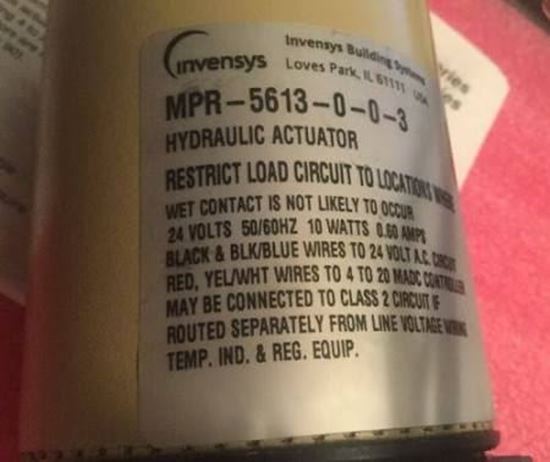 invensys
Invensys Building Systems
Loves Park, IL 61111 USA
MPR-5613-0-0-3
HYDRAULIC ACTUATOR
RESTRICT LOAD CIRCUIT TO LOCATIONS WHERE
WET CONTACT IS NOT LIKELY TO OCCUR
24 VOLTS 50/60HZ 10 WATTS 0.60 AMPS
BLACK & BLK/BLUE WIRES TO 24 VOLT A.C. CIRCUIT
RED, YEL/WHT WIRES TO 4 TO 20 MADC CONTROLLER
MAY BE CONNECTED TO CLASS 2 CIRCUIT IF
ROUTED SEPARATELY FROM LINE VOLTAGE WIRING
TEMP. IND. & REG. EQUIP.